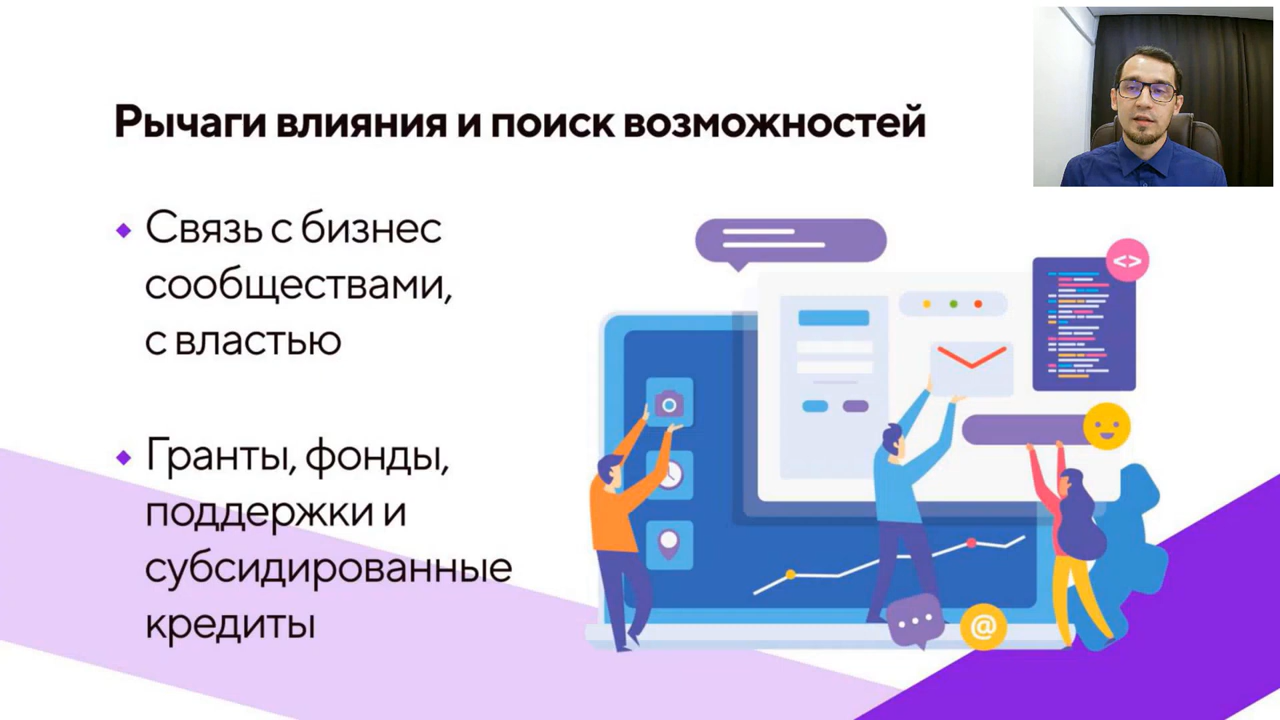 Рычаги влияния и поиск возможностей
Связь с бизнес
сообществами,
с властью
Гранты, фонды,
поддержки и
субсидированные
кредиты
<>
@